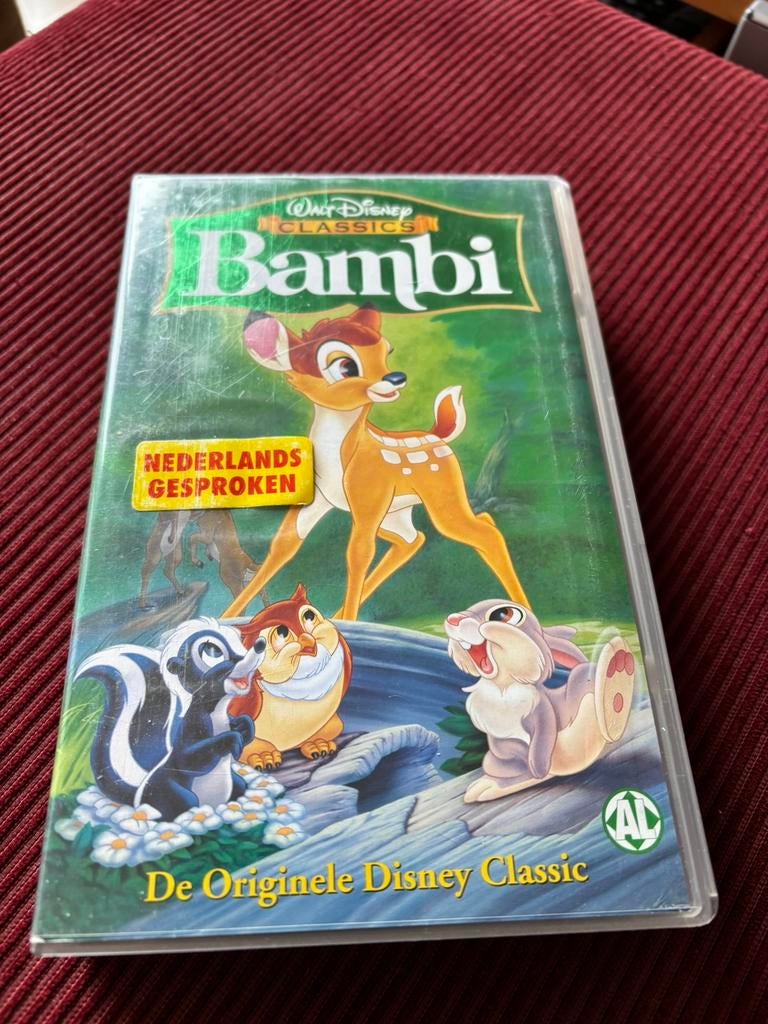 Walt Disney
CLASSICS
Bambi
NEDERLANDS
GESPROKEN
AL
De Originele Disney Classic